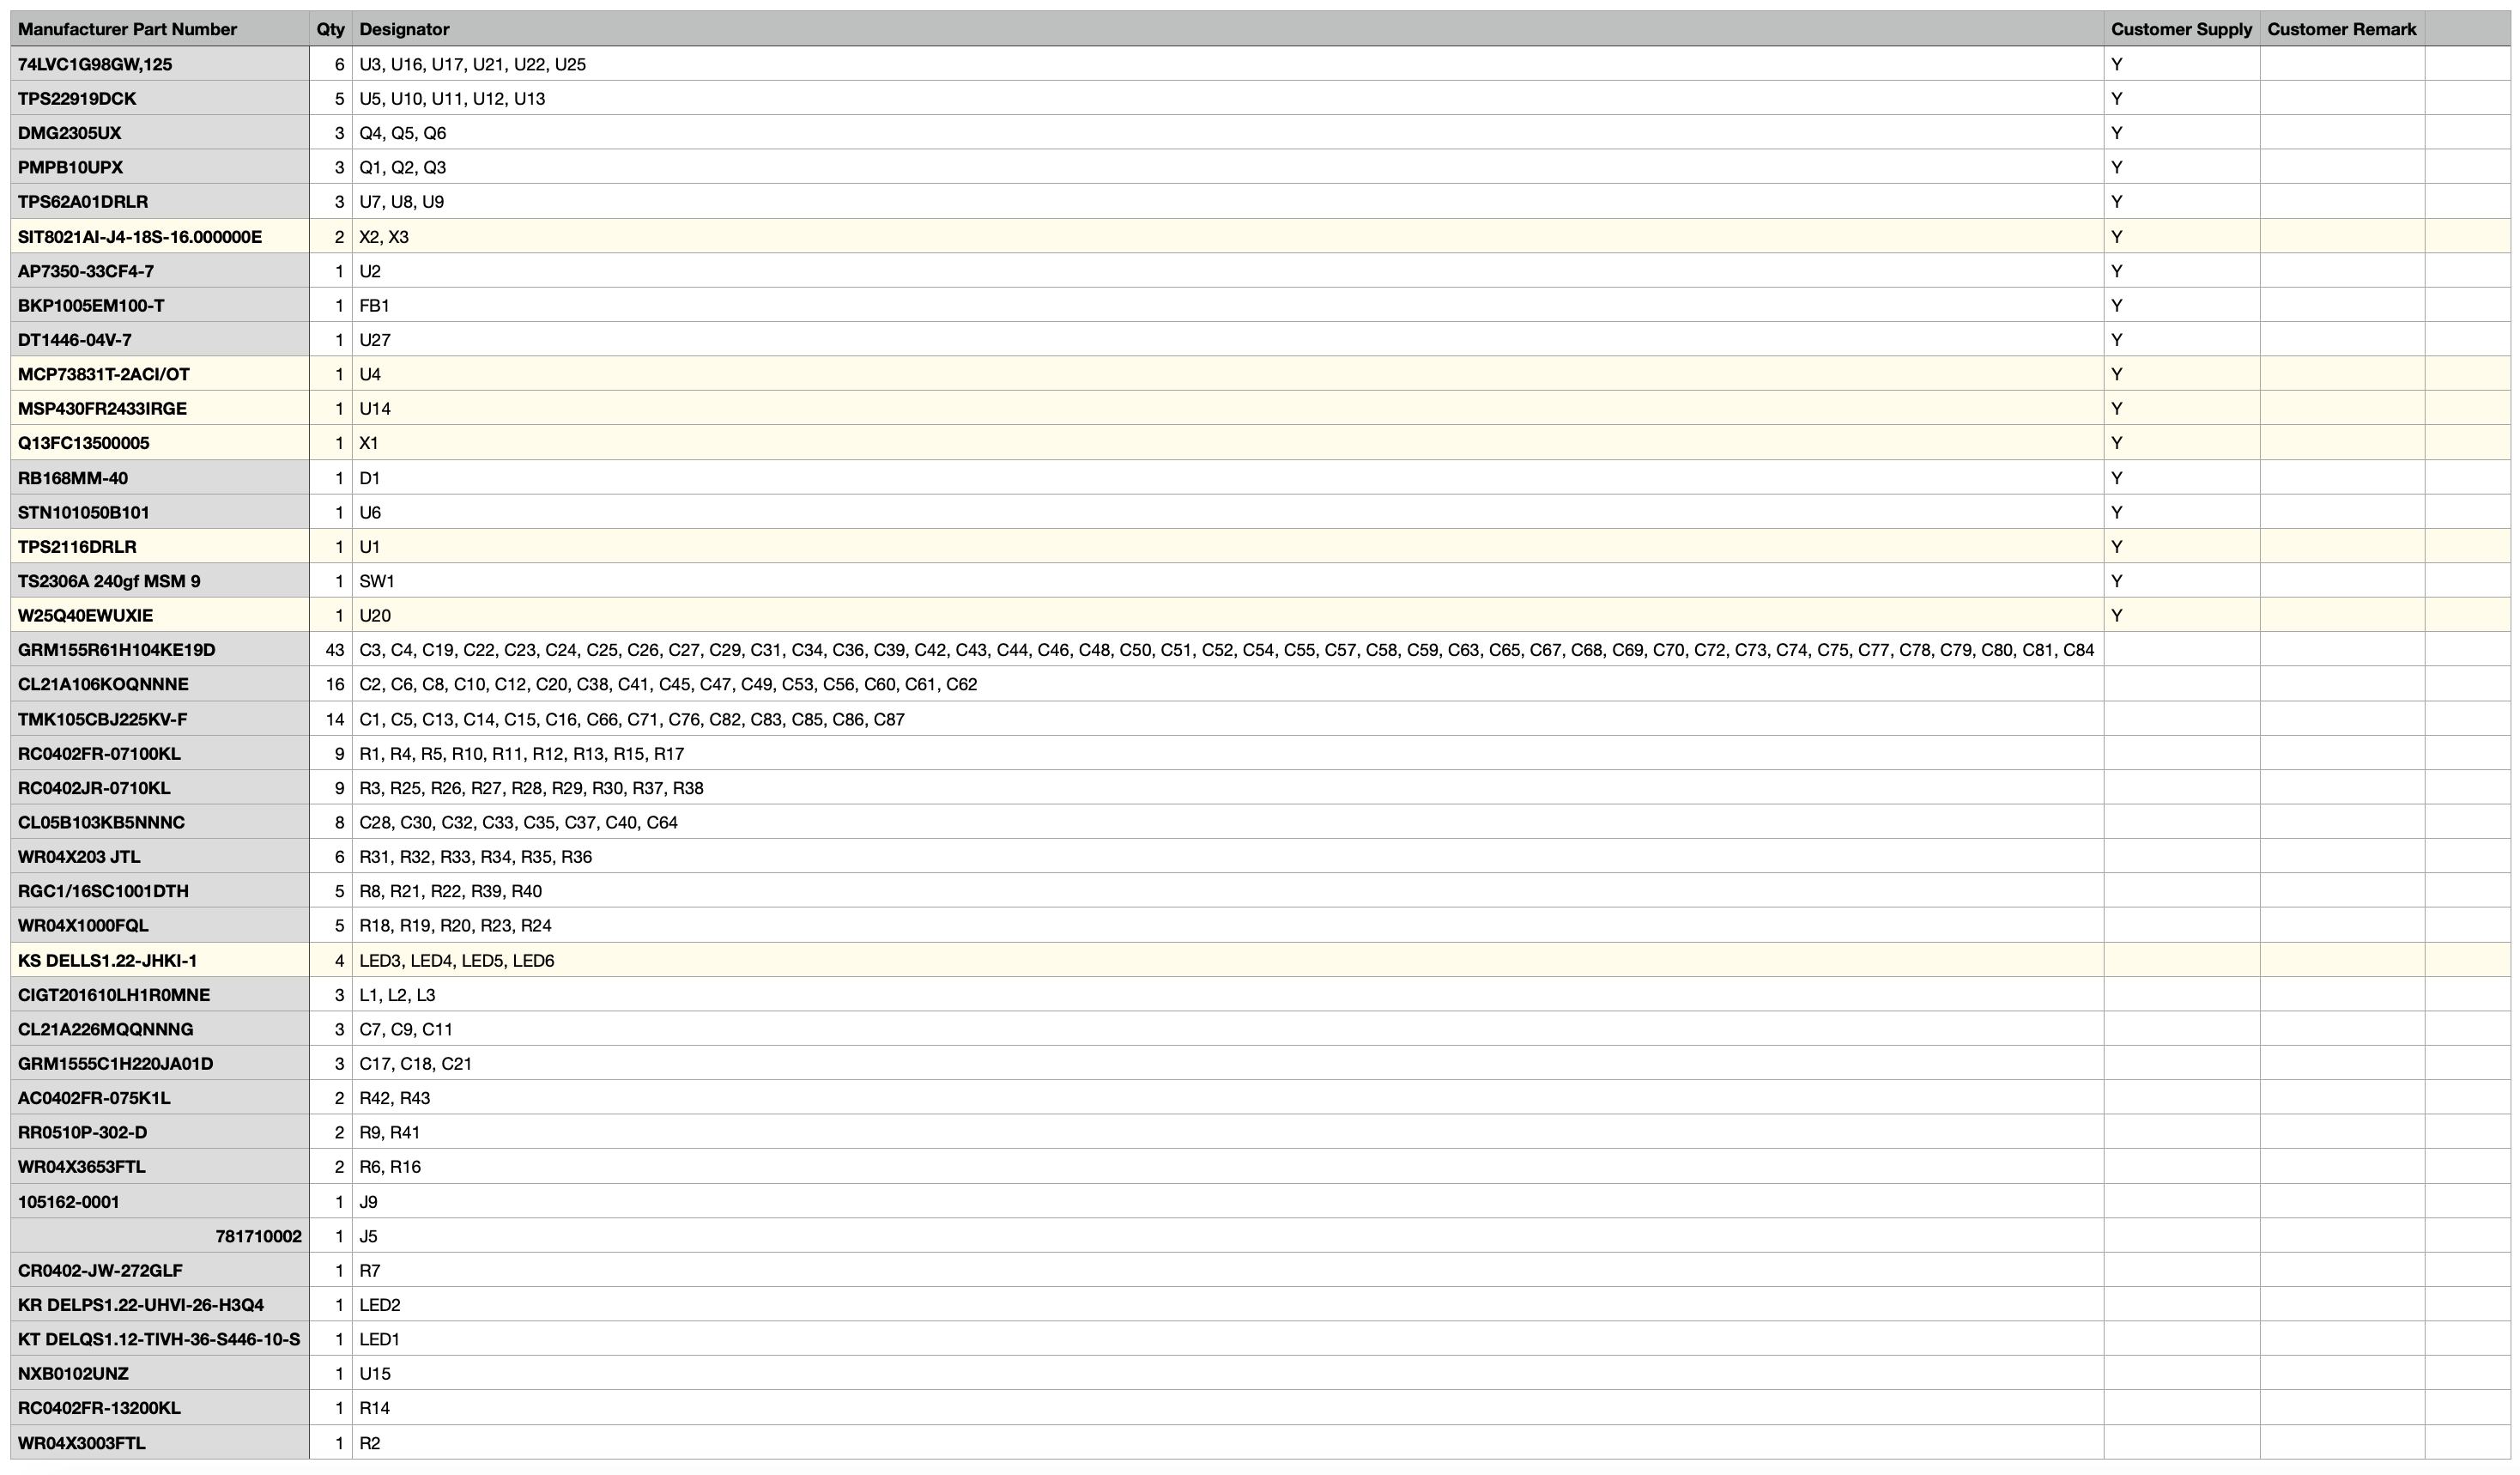 Manufacturer Part Number Qty Designator Customer Supply Customer Remark
74LVC1G98GW,125 6 U3, U16, U17, U21, U22, U25 Y
TPS22919DCK 5 U5, U10, U11, U12, U13 Y
DMG2305UX 3 Q4, Q5, Q6 Y
PMPB10UPX 3 Q1, Q2, Q3 Y
TPS62A01DRLR 3 U7, U8, U9 Y
SIT8021AI-J4-18S-16.000000E 2 X2, X3 Y
AP7350-33CF4-7 1 U2 Y
BKP1005EM100-T 1 FB1 Y
DT1446-04V-7 1 U27 Y
MCP73831T-2ACI/OT 1 U4 Y
MSP430FR2433IRGE 1 U14 Y
Q13FC13500005 1 X1 Y
RB168MM-40 1 D1 Y
STN101050B101 1 U6 Y
TPS2116DRLR 1 U1 Y
TS2306A 240gf MSM 9 1 SW1 Y
W25Q40EWUXIE 1 U20 Y
GRM155R61H104KE19D 43 C3, C4, C19, C22, C23, C24, C25, C26, C27, C29, C31, C34, C36, C39, C42, C43, C44, C46, C48, C50, C51, C52, C54, C55, C57, C58, C59, C63, C65, C67, C68, C69, C70, C72, C73, C74, C75, C77, C78, C79, C80, C81, C84
CL21A106KOQNNNE 16 C2, C6, C8, C10, C12, C20, C38, C41, C45, C47, C49, C53, C56, C60, C61, C62
TMK105CBJ225KV-F 14 C1, C5, C13, C14, C15, C16, C66, C71, C76, C82, C83, C85, C86, C87
RC0402FR-07100KL 9 R1, R4, R5, R10, R11, R12, R13, R15, R17
RC0402JR-0710KL 9 R3, R25, R26, R27, R28, R29, R30, R37, R38
CL05B103KB5NNNC 8 C28, C30, C32, C33, C35, C37, C40, C64
WR04X203 JTL 6 R31, R32, R33, R34, R35, R36
RGC1/16SC1001DTH 5 R8, R21, R22, R39, R40
WR04X1000FQL 5 R18, R19, R20, R23, R24
KS DELLS1.22-JHKI-1 4 LED3, LED4, LED5, LED6
CIGT201610LH1R0MNE 3 L1, L2, L3
CL21A226MQQNNNG 3 C7, C9, C11
GRM1555C1H220JA01D 3 C17, C18, C21
AC0402FR-075K1L 2 R42, R43
RR0510P-302-D 2 R9, R41
WR04X3653FTL 2 R6, R16
105162-0001 1 J9
781710002 1 J5
CR0402-JW-272GLF 1 R7
KR DELPS1.22-UHVI-26-H3Q4 1 LED2
KT DELQS1.12-TIVH-36-S446-10-S 1 LED1
NXB0102UNZ 1 U15
RC0402FR-13200KL 1 R14
WR04X3003FTL 1 R2